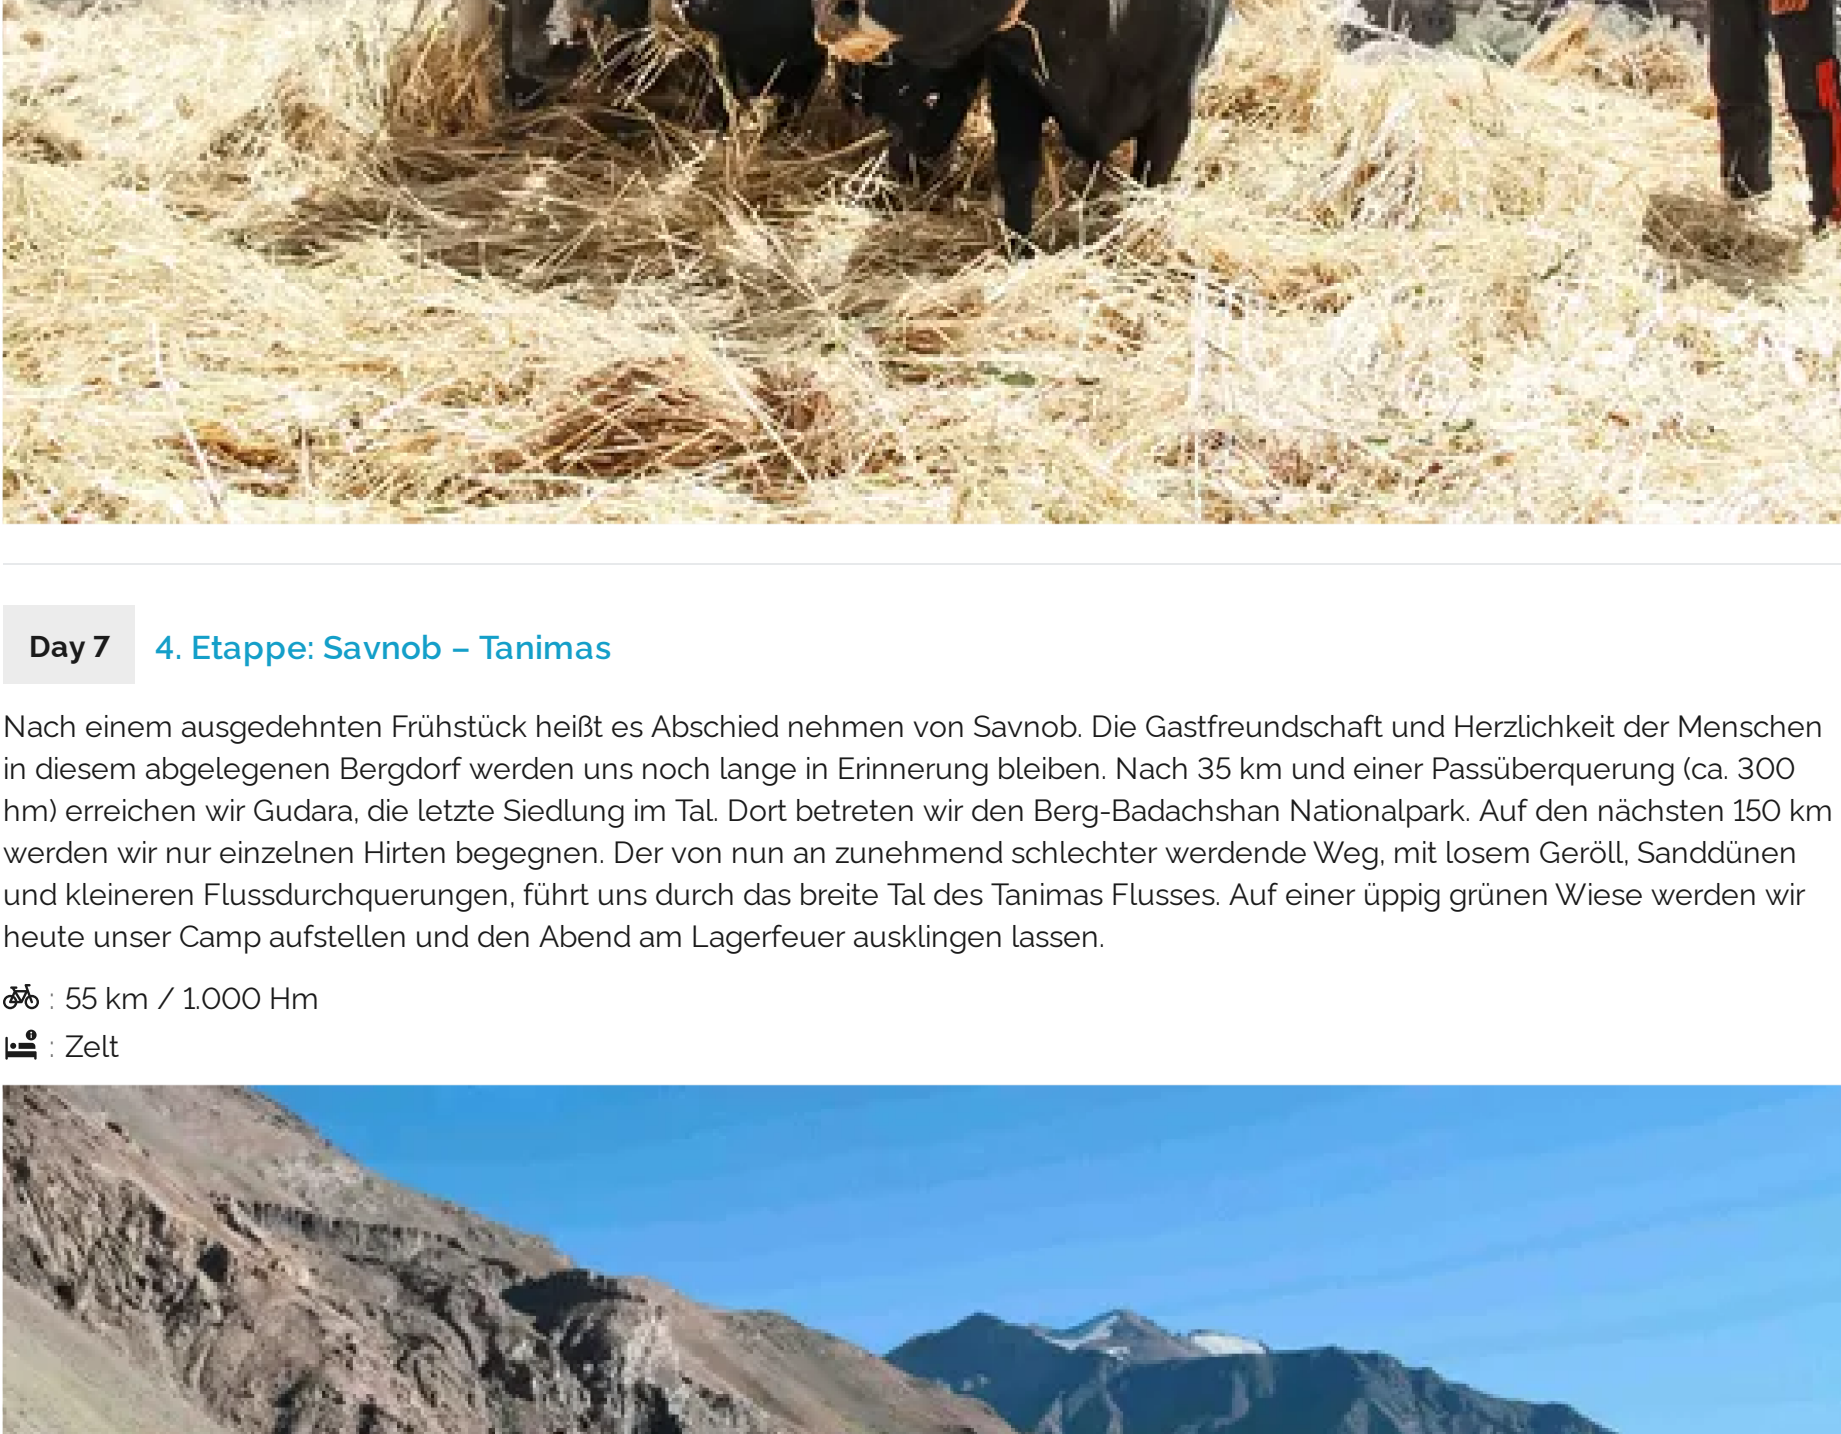 Day 7
4. Etappe: Savnob – Tanimas
Nach einem ausgedehnten Frühstück heißt es Abschied nehmen von Savnob. Die Gastfreundschaft und Herzlichkeit der Menschen
in diesem abgelegenen Bergdorf werden uns noch lange in Erinnerung bleiben. Nach 35 km und einer Passüberquerung (ca. 300
hm) erreichen wir Gudara, die letzte Siedlung im Tal. Dort betreten wir den Berg-Badachshan Nationalpark. Auf den nächsten 150 km
werden wir nur einzelnen Hirten begegnen. Der von nun an zunehmend schlechter werdende Weg, mit losem Geröll, Sanddünen
und kleineren Flussdurchquerungen, führt uns durch das breite Tal des Tanimas Flusses. Auf einer üppig grünen Wiese werden wir
heute unser Camp aufstellen und den Abend am Lagerfeuer ausklingen lassen.
: 55 km / 1.000 Hm
: Zelt